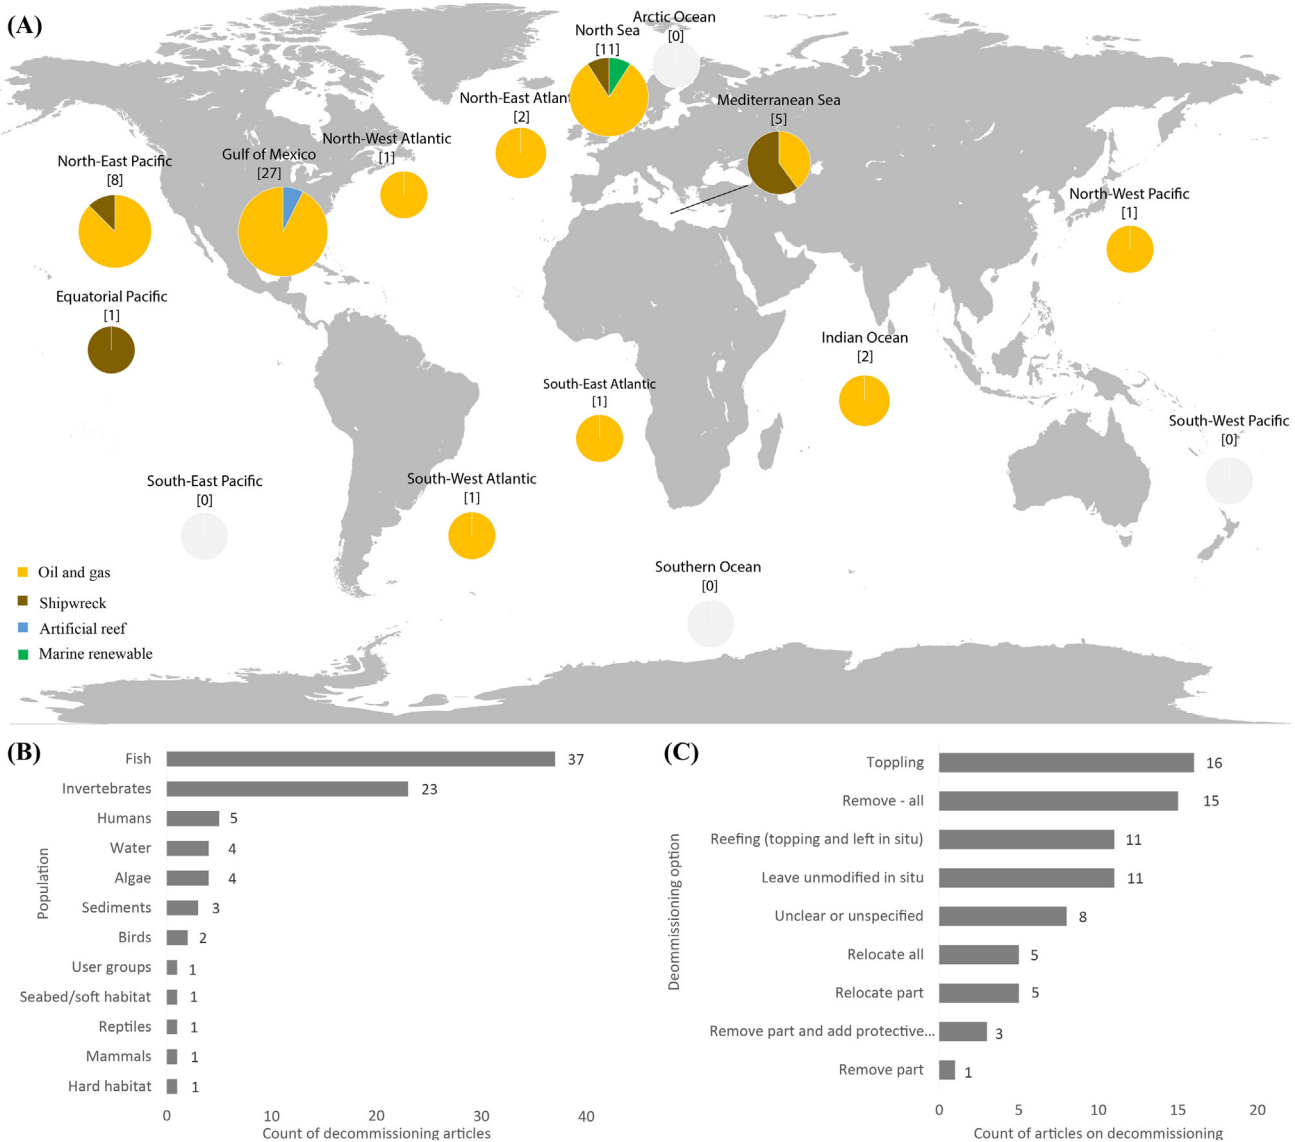 (A)
Arctic Ocean
[0]
North Sea
[11]
North-East Atlant
[2]
Mediterranean Sea
[5]
North-West Atlantic
[1]
Gulf of Mexico
[27]
North-East Pacific
[8]
North-West Pacific
[1]
Equatorial Pacific
[1]
Indian Ocean
[2]
South-East Atlantic
[1]
South-West Pacific
[0]
South-East Pacific
[0]
South-West Atlantic
[1]
Southern Ocean
[0]
Oil and gas
Shipwreck
Artificial reef
Marine renewable
(B)
Population
Fish 37
Invertebrates 23
Humans 5
Water 4
Algae 4
Sediments 3
Birds 2
User groups 1
Seabed/soft habitat 1
Reptiles 1
Mammals 1
Hard habitat 1
0 10 20 30 40
Count of decommissioning articles
(C)
Deommissioning option
Toppling 16
Remove - all 15
Reefing (topping and left in situ) 11
Leave unmodified in situ 11
Unclear or unspecified 8
Relocate all 5
Relocate part 5
Remove part and add protective... 3
Remove part 1
0 5 10 15 20
Count of articles on decommissioning